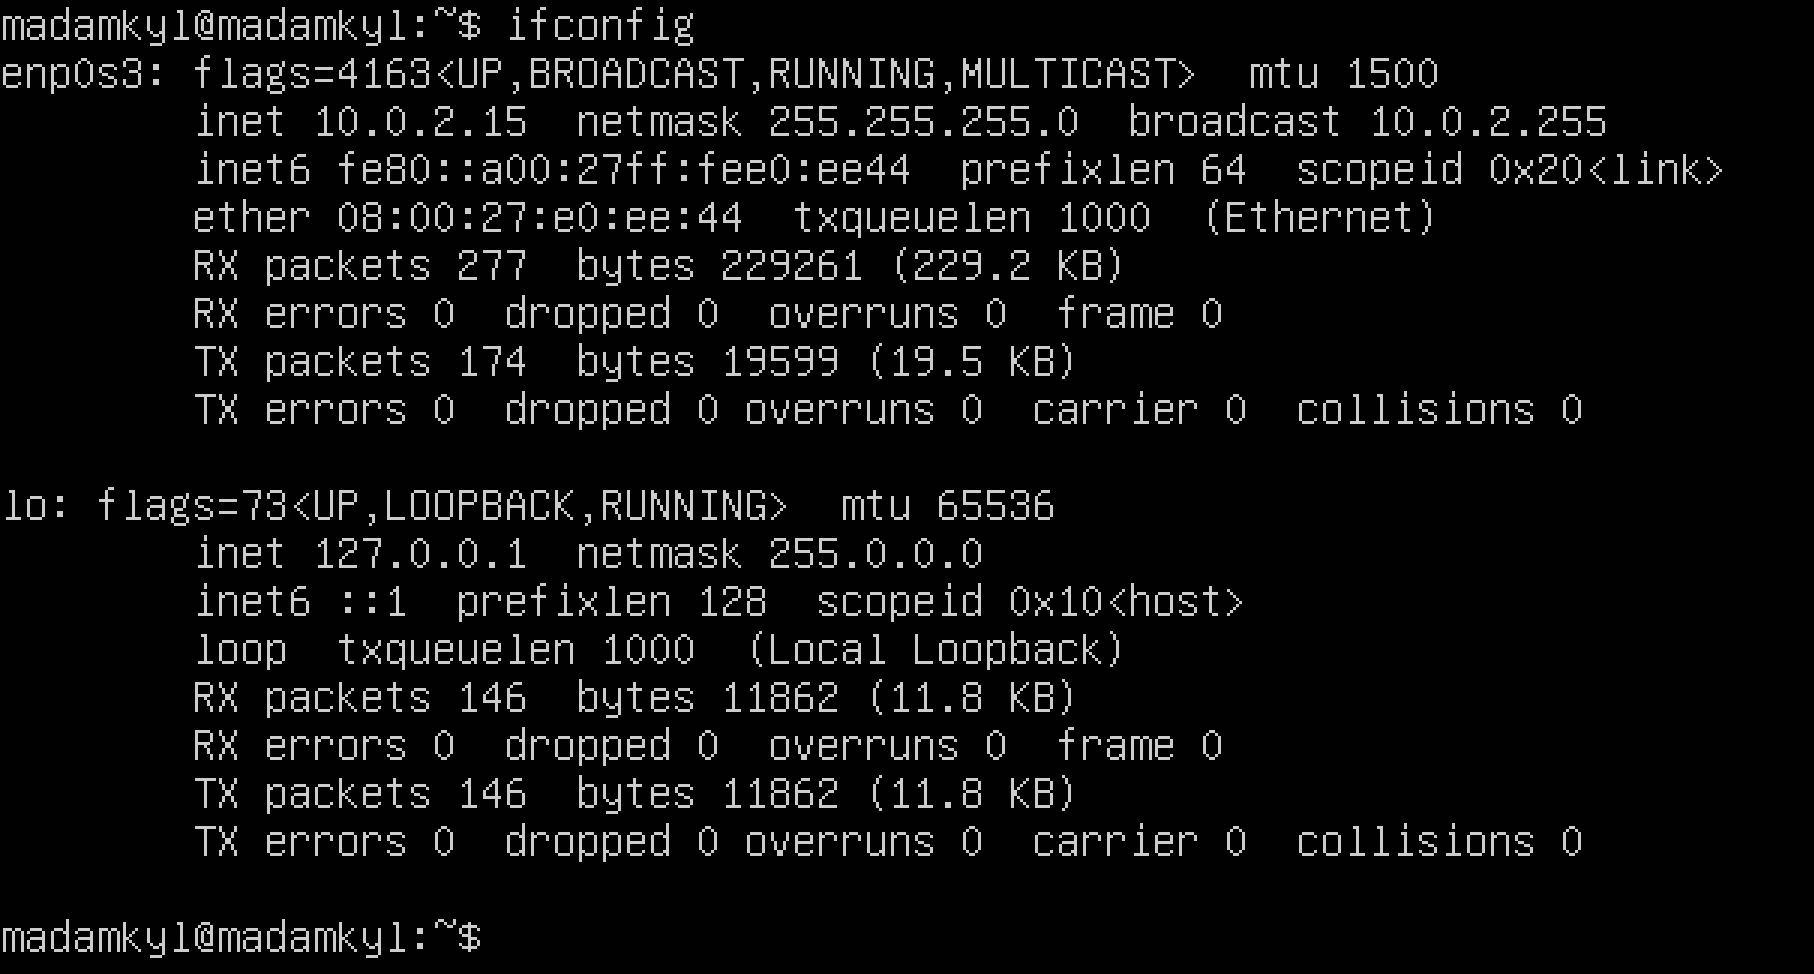 madamkyl@madamkyl:~$ ifconfig
enp0s3: flags=4163<UP,BROADCAST,RUNNING,MULTICAST>  mtu 1500
        inet 10.0.2.15  netmask 255.255.255.0  broadcast 10.0.2.255
        inet6 fe80::a00:27ff:fee0:ee44  prefixlen 64  scopeid 0x20<link>
        ether 08:00:27:e0:ee:44  txqueuelen 1000  (Ethernet)
        RX packets 277  bytes 229261 (229.2 KB)
        RX errors 0  dropped 0  overruns 0  frame 0
        TX packets 174  bytes 19599 (19.5 KB)
        TX errors 0  dropped 0 overruns 0  carrier 0  collisions 0

lo: flags=73<UP,LOOPBACK,RUNNING>  mtu 65536
        inet 127.0.0.1  netmask 255.0.0.0
        inet6 ::1  prefixlen 128  scopeid 0x10<host>
        loop  txqueuelen 1000  (Local Loopback)
        RX packets 146  bytes 11862 (11.8 KB)
        RX errors 0  dropped 0  overruns 0  frame 0
        TX packets 146  bytes 11862 (11.8 KB)
        TX errors 0  dropped 0 overruns 0  carrier 0  collisions 0

madamkyl@madamkyl:~$